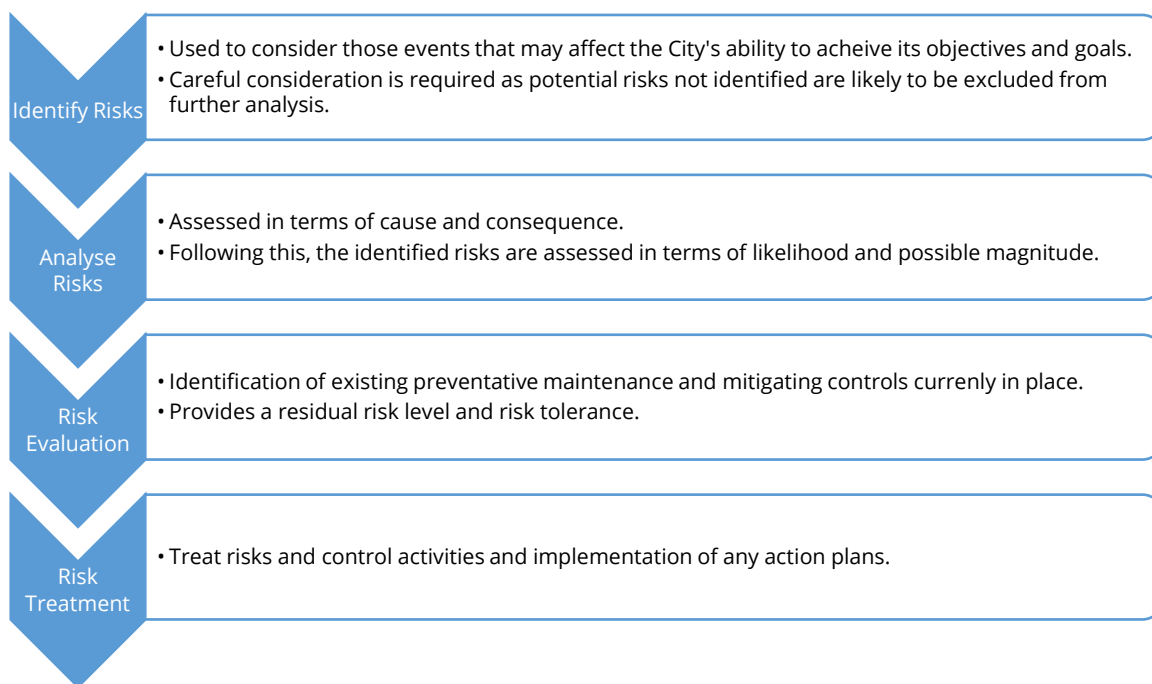 Identify Risks
• Used to consider those events that may affect the City's ability to acheive its objectives and goals.
• Careful consideration is required as potential risks not identified are likely to be excluded from
further analysis.
Analyse
Risks
• Assessed in terms of cause and consequence.
• Following this, the identified risks are assessed in terms of likelihood and possible magnitude.
Risk
Evaluation
• Identification of existing preventative maintenance and mitigating controls currenly in place.
• Provides a residual risk level and risk tolerance.
Risk
Treatment
• Treat risks and control activities and implementation of any action plans.